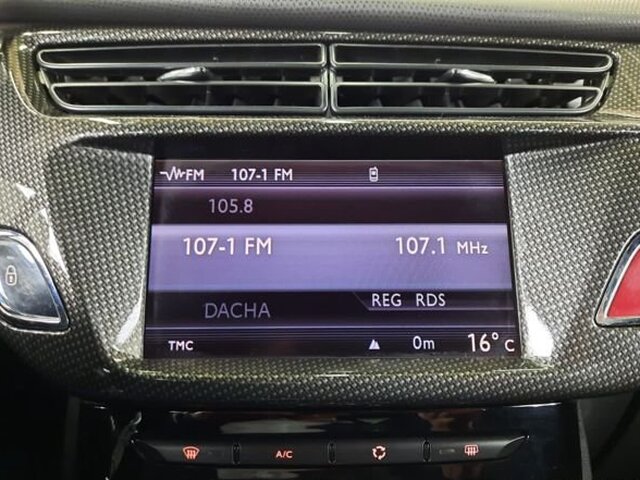 FM 107-1 FM
105.8
107-1 FM 107.1 MHz
DACHA REG RDS
TMC 0m 16° C
A/C